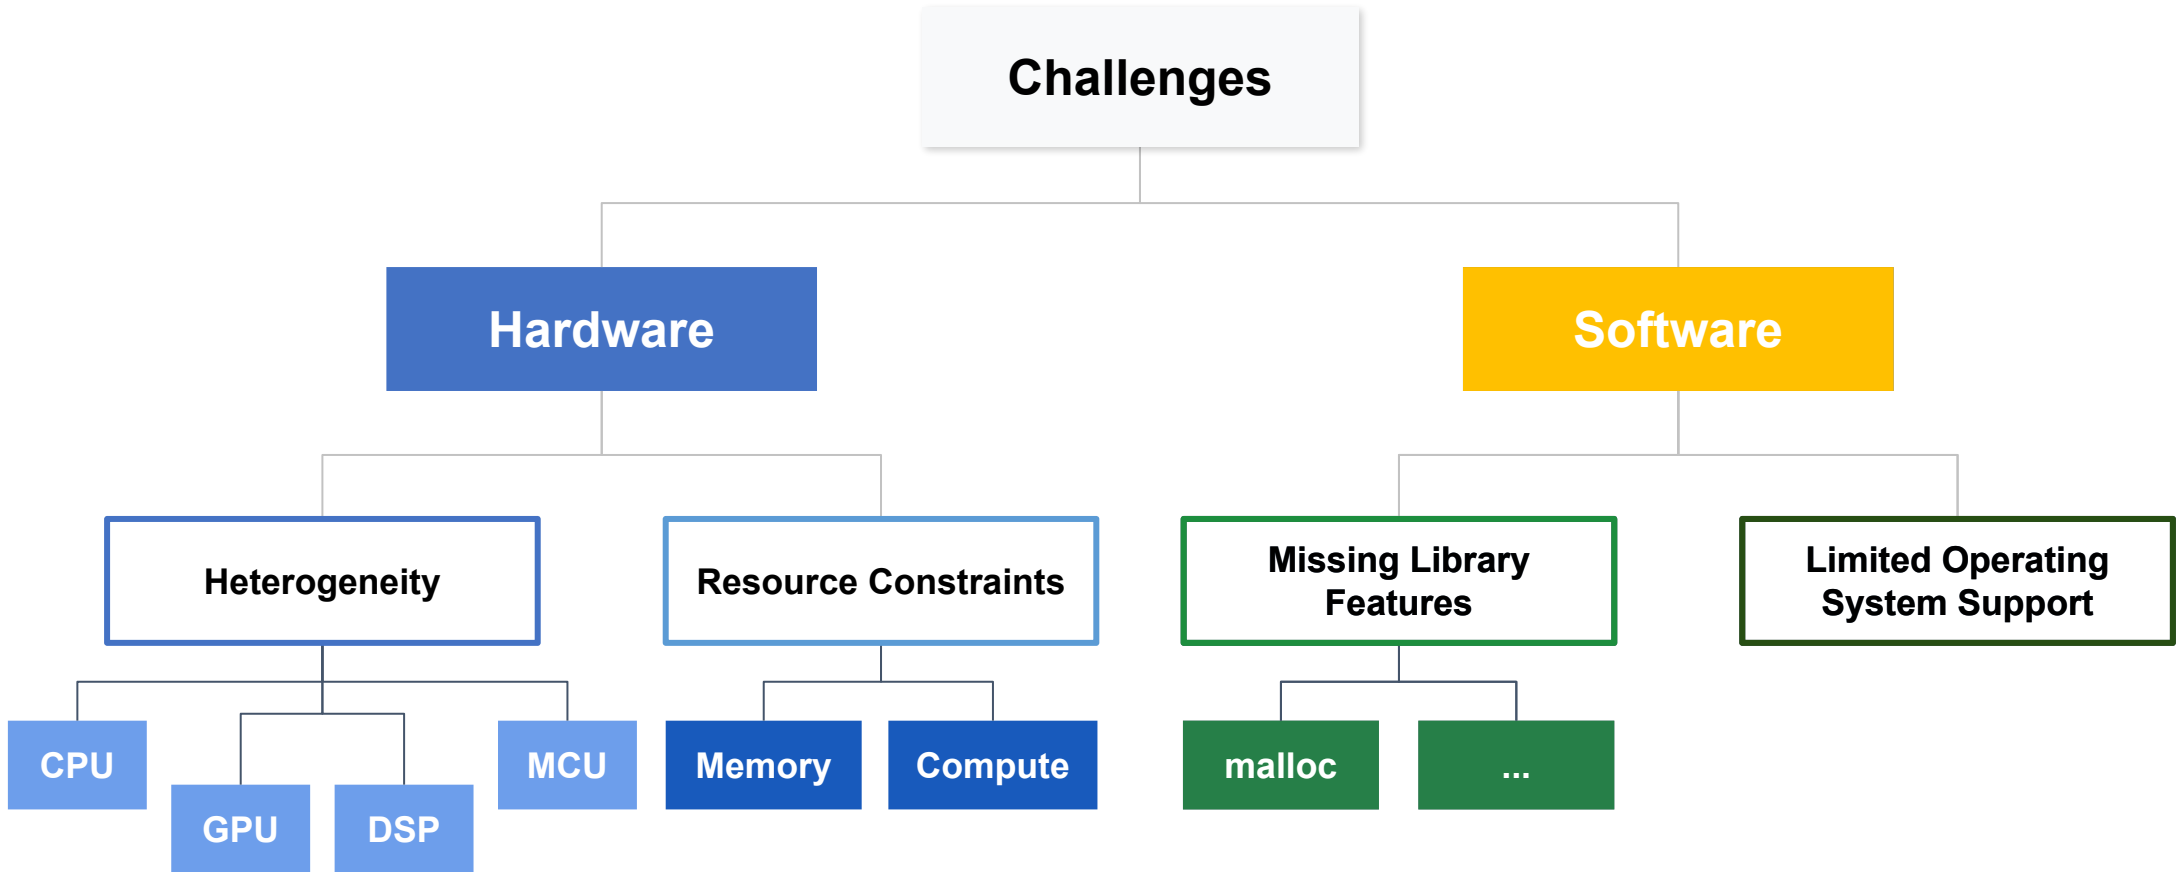 Challenges
Hardware
Software
Heterogeneity
Resource Constraints
Missing Library
Features
Limited Operating
System Support
CPU
GPU
DSP
MCU
Memory
Compute
malloc
...